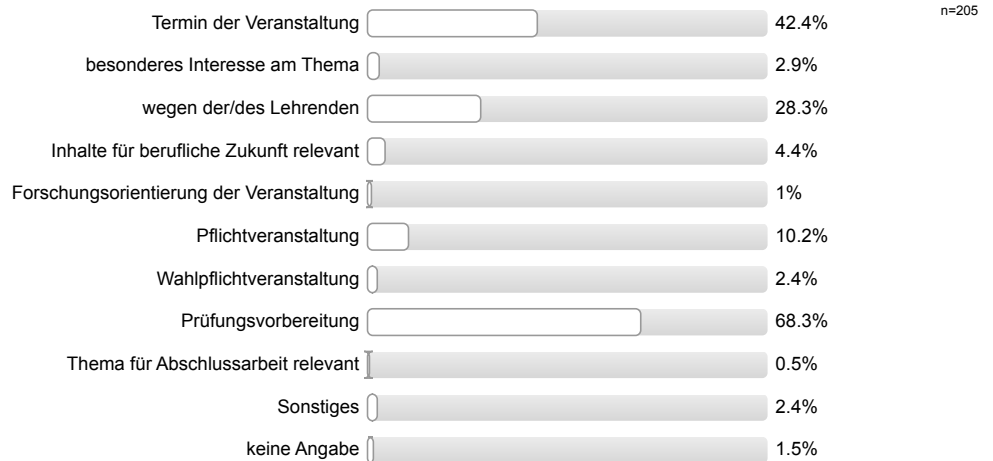 Termin der Veranstaltung 42.4% n=205
besonderes Interesse am Thema 2.9%
wegen der/des Lehrenden 28.3%
Inhalte für berufliche Zukunft relevant 4.4%
Forschungsorientierung der Veranstaltung 1%
Pflichtveranstaltung 10.2%
Wahlpflichtveranstaltung 2.4%
Prüfungsvorbereitung 68.3%
Thema für Abschlussarbeit relevant 0.5%
Sonstiges 2.4%
keine Angabe 1.5%